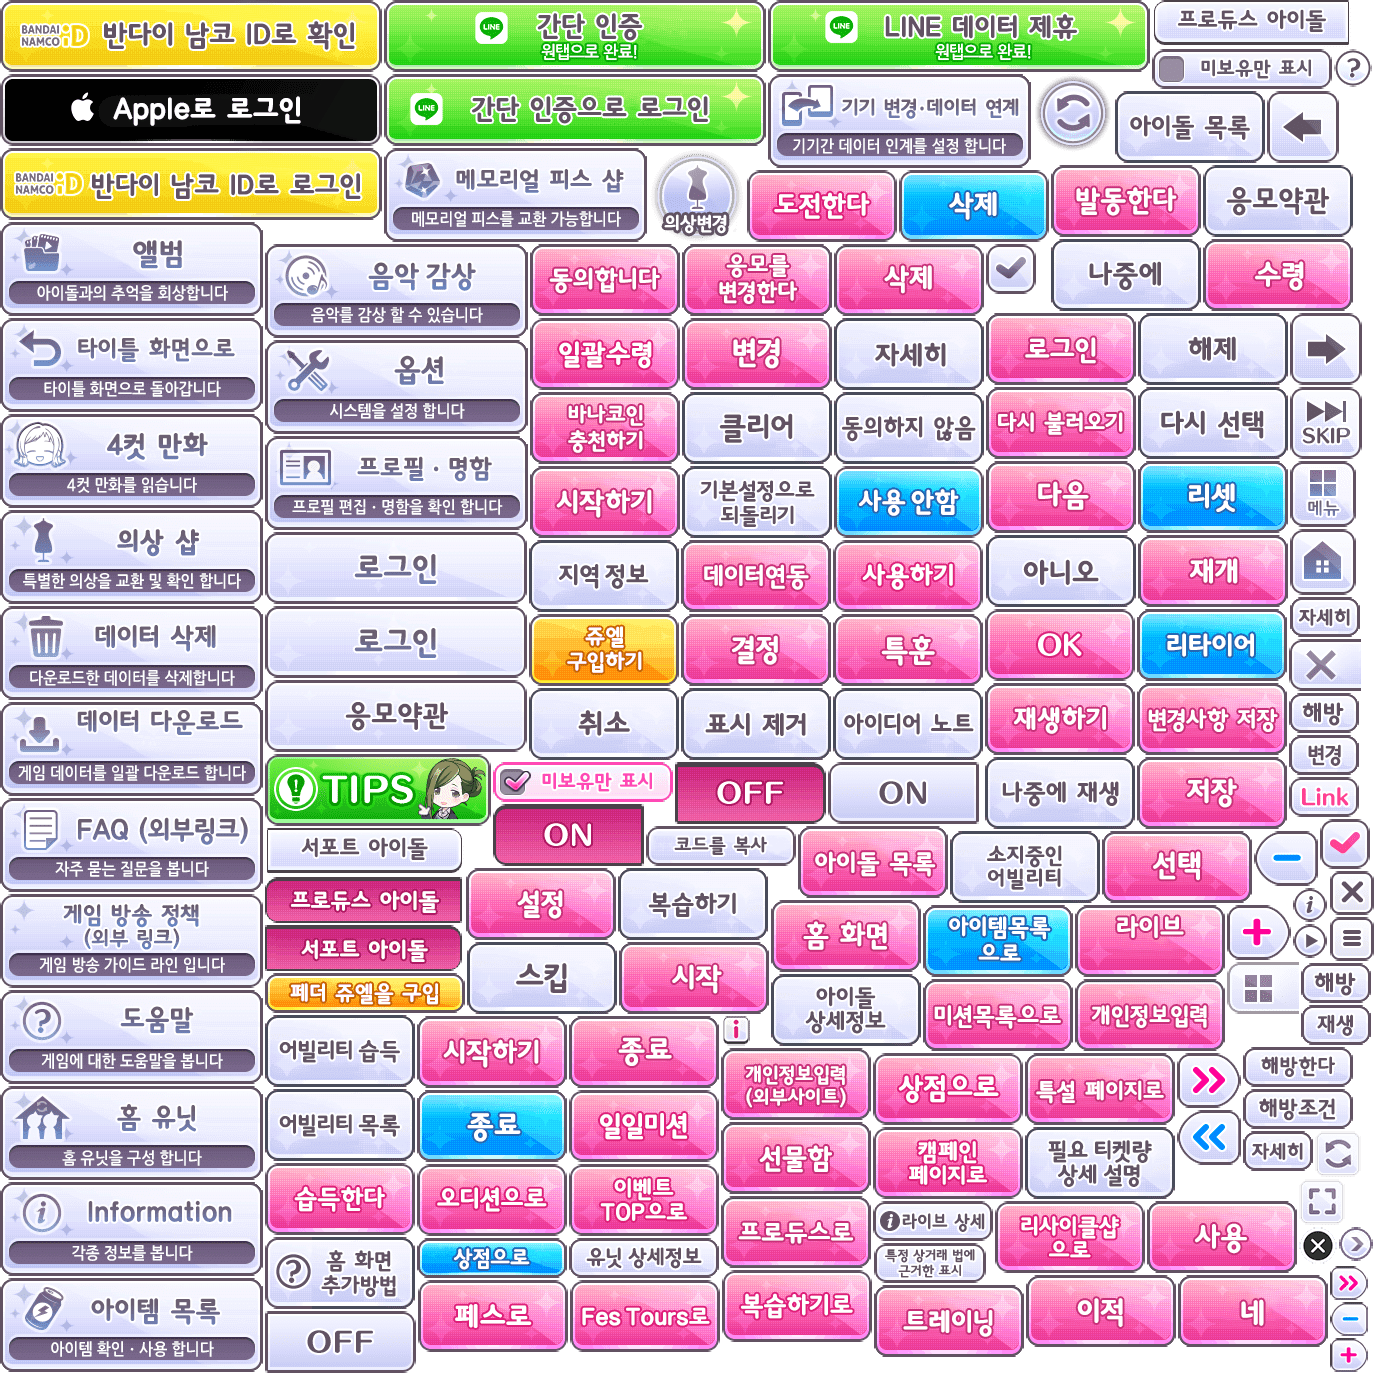 BANDAI NAMCO iD 반다이 남코 ID로 확인
LINE 간단 인증
원탭으로 완료!
LINE LINE 데이터 제휴
원탭으로 완료!
프로듀스 아이돌
미보유만 표시
?
Apple로 로그인
LINE 간단 인증으로 로그인
기기 변경·데이터 연계
기기간 데이터 인계를 설정 합니다
아이돌 목록
BANDAI NAMCO iD 반다이 남코 ID로 로그인
메모리얼 피스 샵
메모리얼 피스를 교환 가능합니다
의상변경
도전한다
삭제
발동한다
응모약관
앨범
아이돌과의 추억을 회상합니다
음악 감상
음악를 감상 할 수 있습니다
동의합니다
응모를
변경한다
삭제
나중에
수령
타이틀 화면으로
타이틀 화면으로 돌아갑니다
옵션
시스템을 설정 합니다
일괄수령
변경
자세히
로그인
해제
4컷 만화
4컷 만화를 읽습니다
프로필 · 명함
프로필 편집 · 명함을 확인 합니다
바나코인
충천하기
클리어
동의하지 않음
다시 불러오기
다시 선택
SKIP
시작하기
기본설정으로
되돌리기
사용 안함
다음
리셋
메뉴
의상 샵
특별한 의상을 교환 및 확인 합니다
로그인
지역 정보
데이터연동
사용하기
아니오
재개
데이터 삭제
다운로드한 데이터를 삭제합니다
로그인
쥬엘
구입하기
결정
특훈
OK
리타이어
자세히
데이터 다운로드
게임 데이터를 일괄 다운로드 합니다
응모약관
취소
표시 제거
아이디어 노트
재생하기
변경사항 저장
해방
변경
TIPS
미보유만 표시
OFF
ON
나중에 재생
저장
Link
FAQ (외부링크)
자주 묻는 질문을 봅니다
서포트 아이돌
ON
코드를 복사
아이돌 목록
소지중인
어빌리티
선택
프로듀스 아이돌
설정
복습하기
게임 방송 정책
(외부 링크)
게임 방송 가이드 라인 입니다
서포트 아이돌
홈 화면
아이템목록
으로
라이브
i
페더 쥬엘을 구입
스킵
시작
아이돌
상세정보
미션목록으로
개인정보입력
해방
재생
도움말
게임에 대한 도움말을 봅니다
어빌리티 습득
시작하기
종료
i
개인정보입력
(외부사이트)
상점으로
특설 페이지로
해방한다
홈 유닛
홈 유닛을 구성 합니다
어빌리티 목록
종료
일일미션
선물함
캠페인
페이지로
필요 티켓량
상세 설명
해방조건
자세히
Information
각종 정보를 봅니다
습득한다
오디션으로
이벤트
TOP으로
프로듀스로
라이브 상세
리사이클샵
으로
사용
홈 화면
추가방법
상점으로
유닛 상세정보
특정 상거래 법에
근거한 표시
아이템 목록
아이템 확인 · 사용 합니다
OFF
페스로
Fes Tours로
복습하기로
트레이닝
이적
네